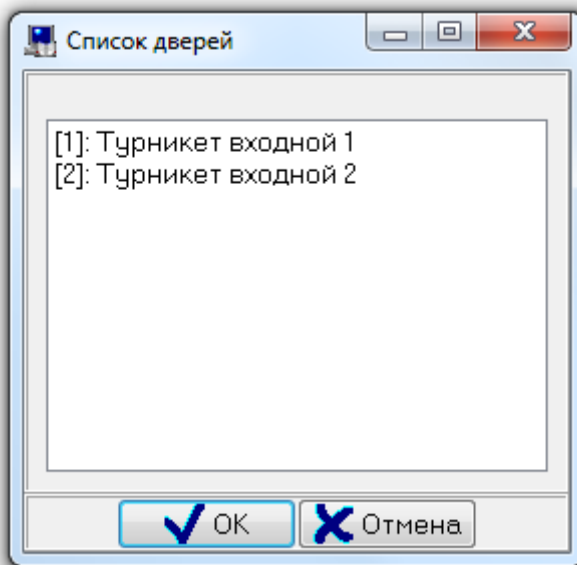 Список дверей
[1]: Турникет входной 1
[2]: Турникет входной 2
OK
Отмена